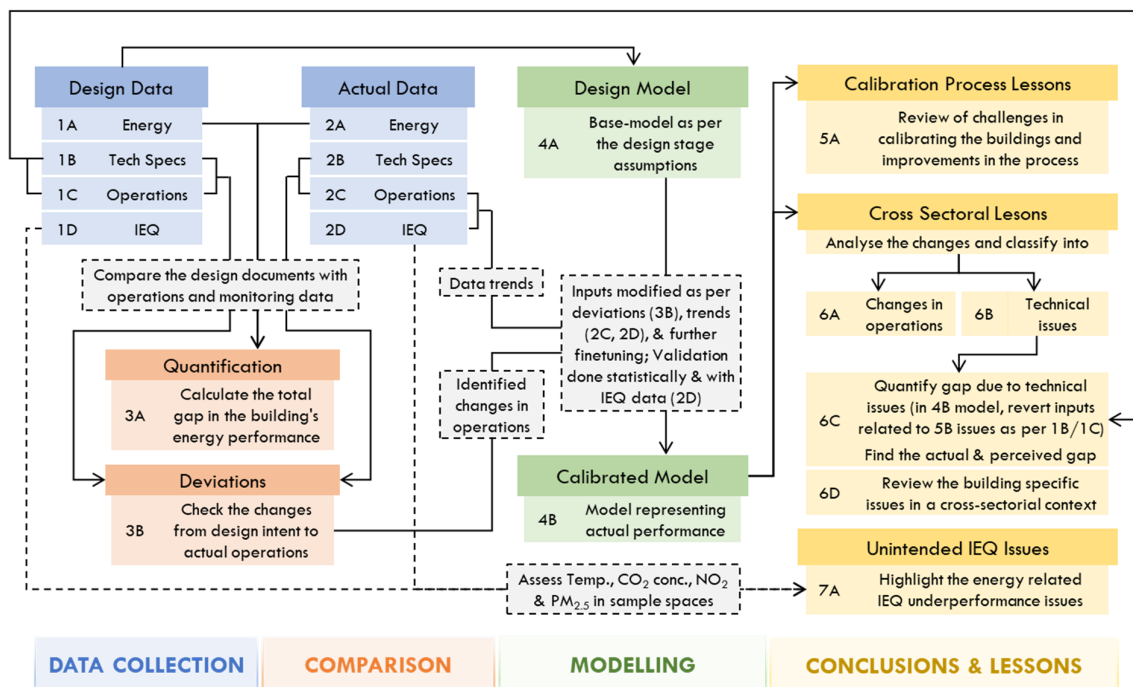 Design Data
1A Energy
1B Tech Specs
1C Operations
1D IEQ
Actual Data
2A Energy
2B Tech Specs
2C Operations
2D IEQ
Compare the design documents with
operations and monitoring data
Quantification
3A
Calculate the total
gap in the building's
energy performance
Deviations
3B
Check the changes
from design intent to
actual operations
Data trends
Identified
changes in
operations
Design Model
4A
Base-model as per
the design stage
assumptions
Inputs modified as per
deviations (3B), trends
(2C, 2D), & further
finetuning; Validation
done statistically & with
IEQ data (2D)
Calibrated Model
4B
Model representing
actual performance
Assess Temp., CO2 conc., NO2
& PM2.5 in sample spaces
Calibration Process Lessons
5A
Review of challenges in
calibrating the buildings and
improvements in the process
Cross Sectoral Lesons
Analyse the changes and classify into
6A
Changes in
operations
6B
Technical
issues
6C
Quantify gap due to technical
issues (in 4B model, revert inputs
related to 5B issues as per 1B/1C)
Find the actual & perceived gap
6D
Review the building specific
issues in a cross-sectorial context
Unintended IEQ Issues
7A
Highlight the energy related
IEQ underperformance issues
DATA COLLECTION
COMPARISON
MODELLING
CONCLUSIONS & LESSONS